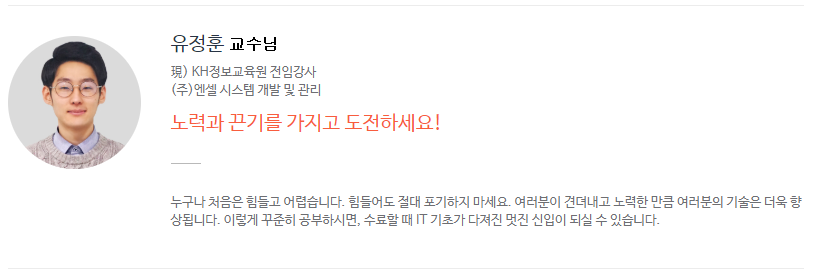 유정훈 교수님
現) KH정보교육원 전임강사
(주)엔셀 시스템 개발 및 관리
노력과 끈기를 가지고 도전하세요!
누구나 처음은 힘들고 어렵습니다. 힘들어도 절대 포기하지 마세요. 여러분이 견뎌내고 노력한 만큼 여러분의 기술은 더욱 향
상됩니다. 이렇게 꾸준히 공부하시면, 수료할 때 IT 기초가 다져진 멋진 신입이 되실 수 있습니다.